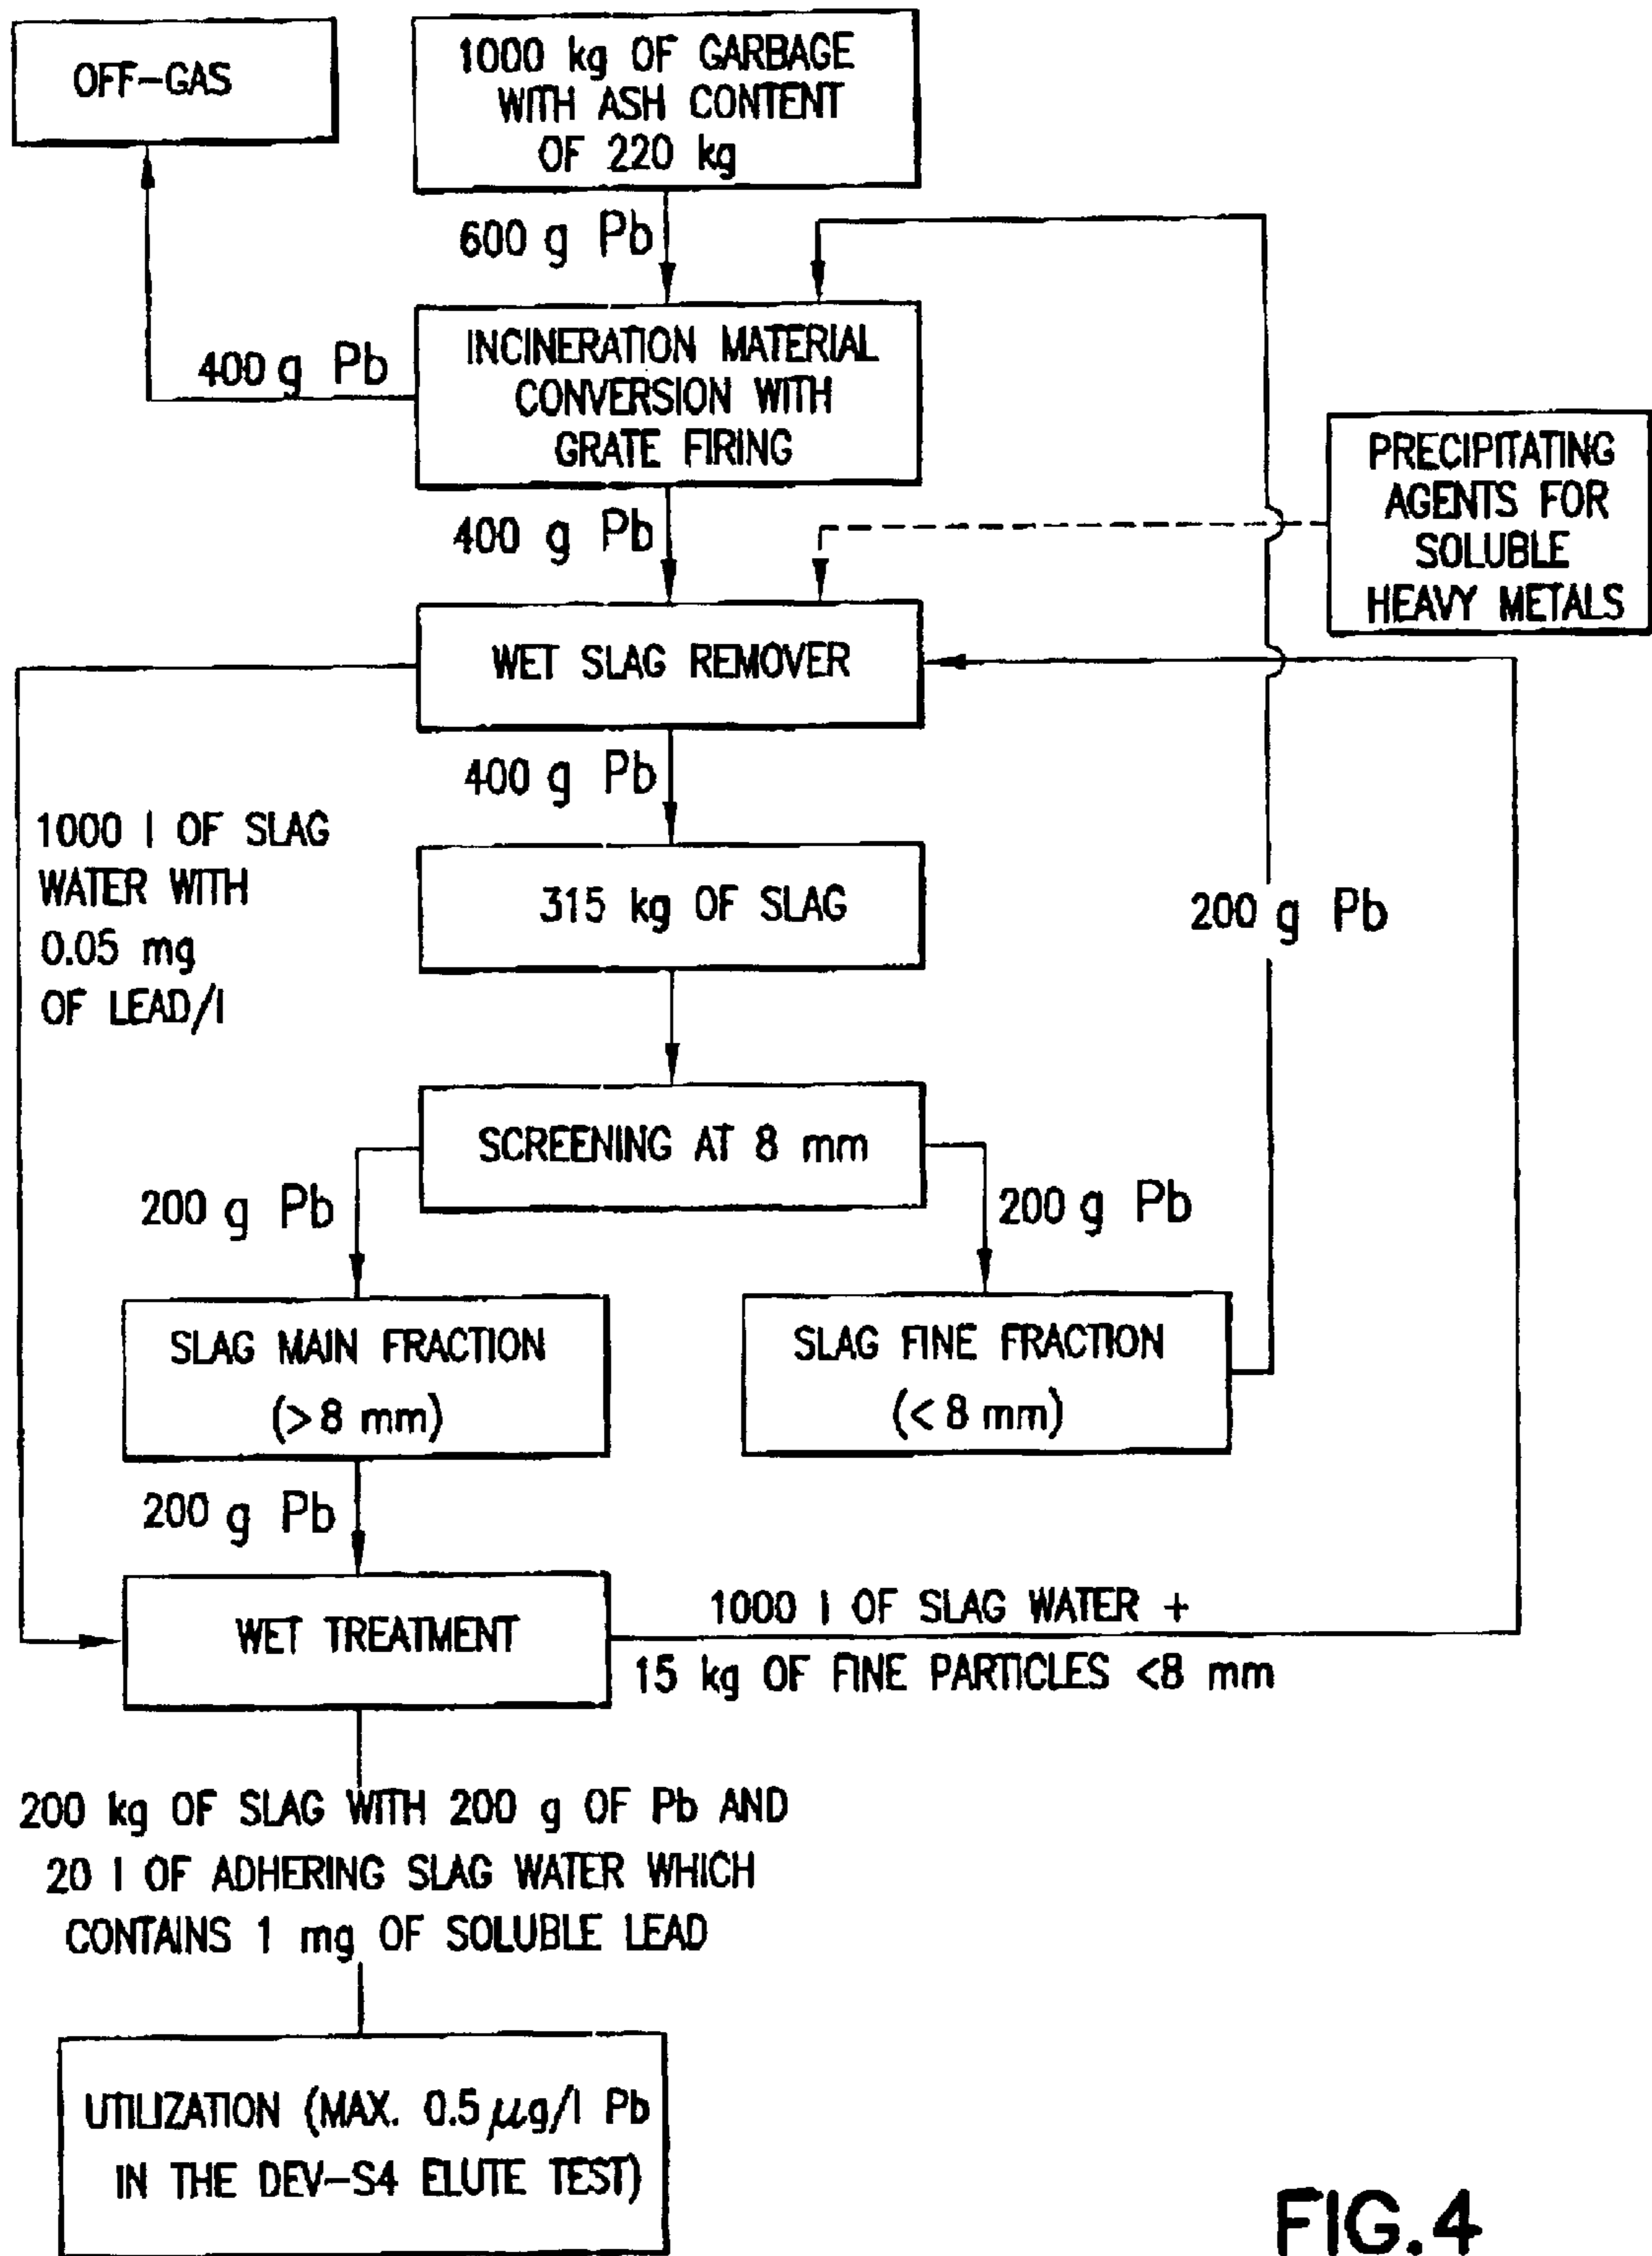 OFF-GAS
1000 kg OF GARBAGE
WITH ASH CONTENT
OF 220 kg
600 g Pb
400 g Pb
INCINERATION MATERIAL
CONVERSION WITH
GRATE FIRING
PRECIPITATING
AGENTS FOR
SOLUBLE
HEAVY METALS
400 g Pb
WET SLAG REMOVER
400 g Pb
1000 l OF SLAG
WATER WITH
0.05 mg
OF LEAD/l
315 kg OF SLAG
200 g Pb
SCREENING AT 8 mm
200 g Pb
200 g Pb
SLAG MAIN FRACTION
(>8 mm)
SLAG FINE FRACTION
(<8 mm)
200 g Pb
WET TREATMENT
1000 l OF SLAG WATER +
15 kg OF FINE PARTICLES <8 mm
200 kg OF SLAG WITH 200 g OF Pb AND
20 l OF ADHERING SLAG WATER WHICH
CONTAINS 1 mg OF SOLUBLE LEAD
UTILIZATION (MAX. 0.5 μg/l Pb
IN THE DEV-S4 ELUTE TEST)
FIG.4